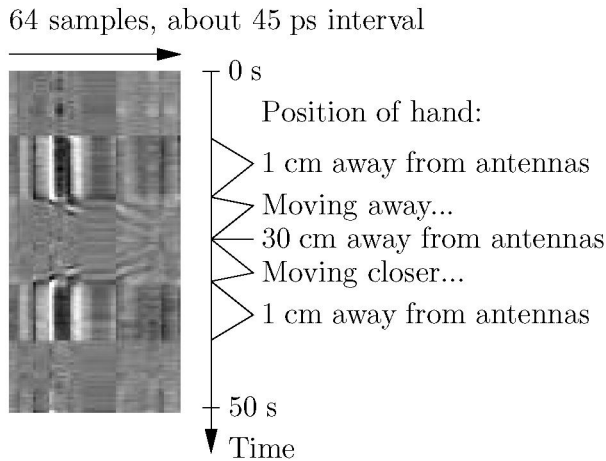 64 samples, about 45 ps interval
0 s
Position of hand:
1 cm away from antennas
Moving away...
30 cm away from antennas
Moving closer...
1 cm away from antennas
50 s
Time